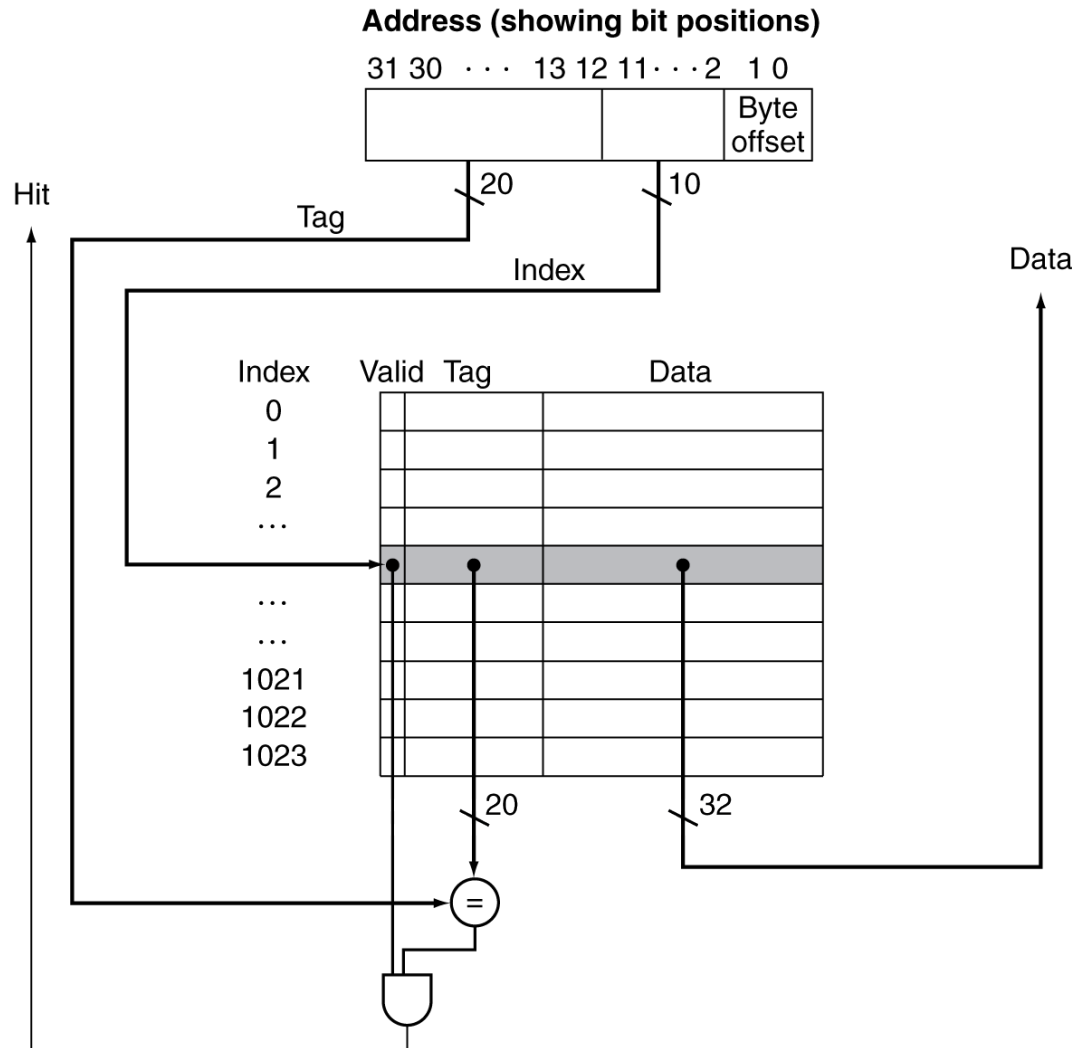 Address (showing bit positions)
31 30 · · · 13 12 11 · · · 2 1 0
Byte
offset
20
10
Hit
Tag
Index
Data
Index Valid Tag Data
0
1
2
...
...
...
1021
1022
1023
20
32
=